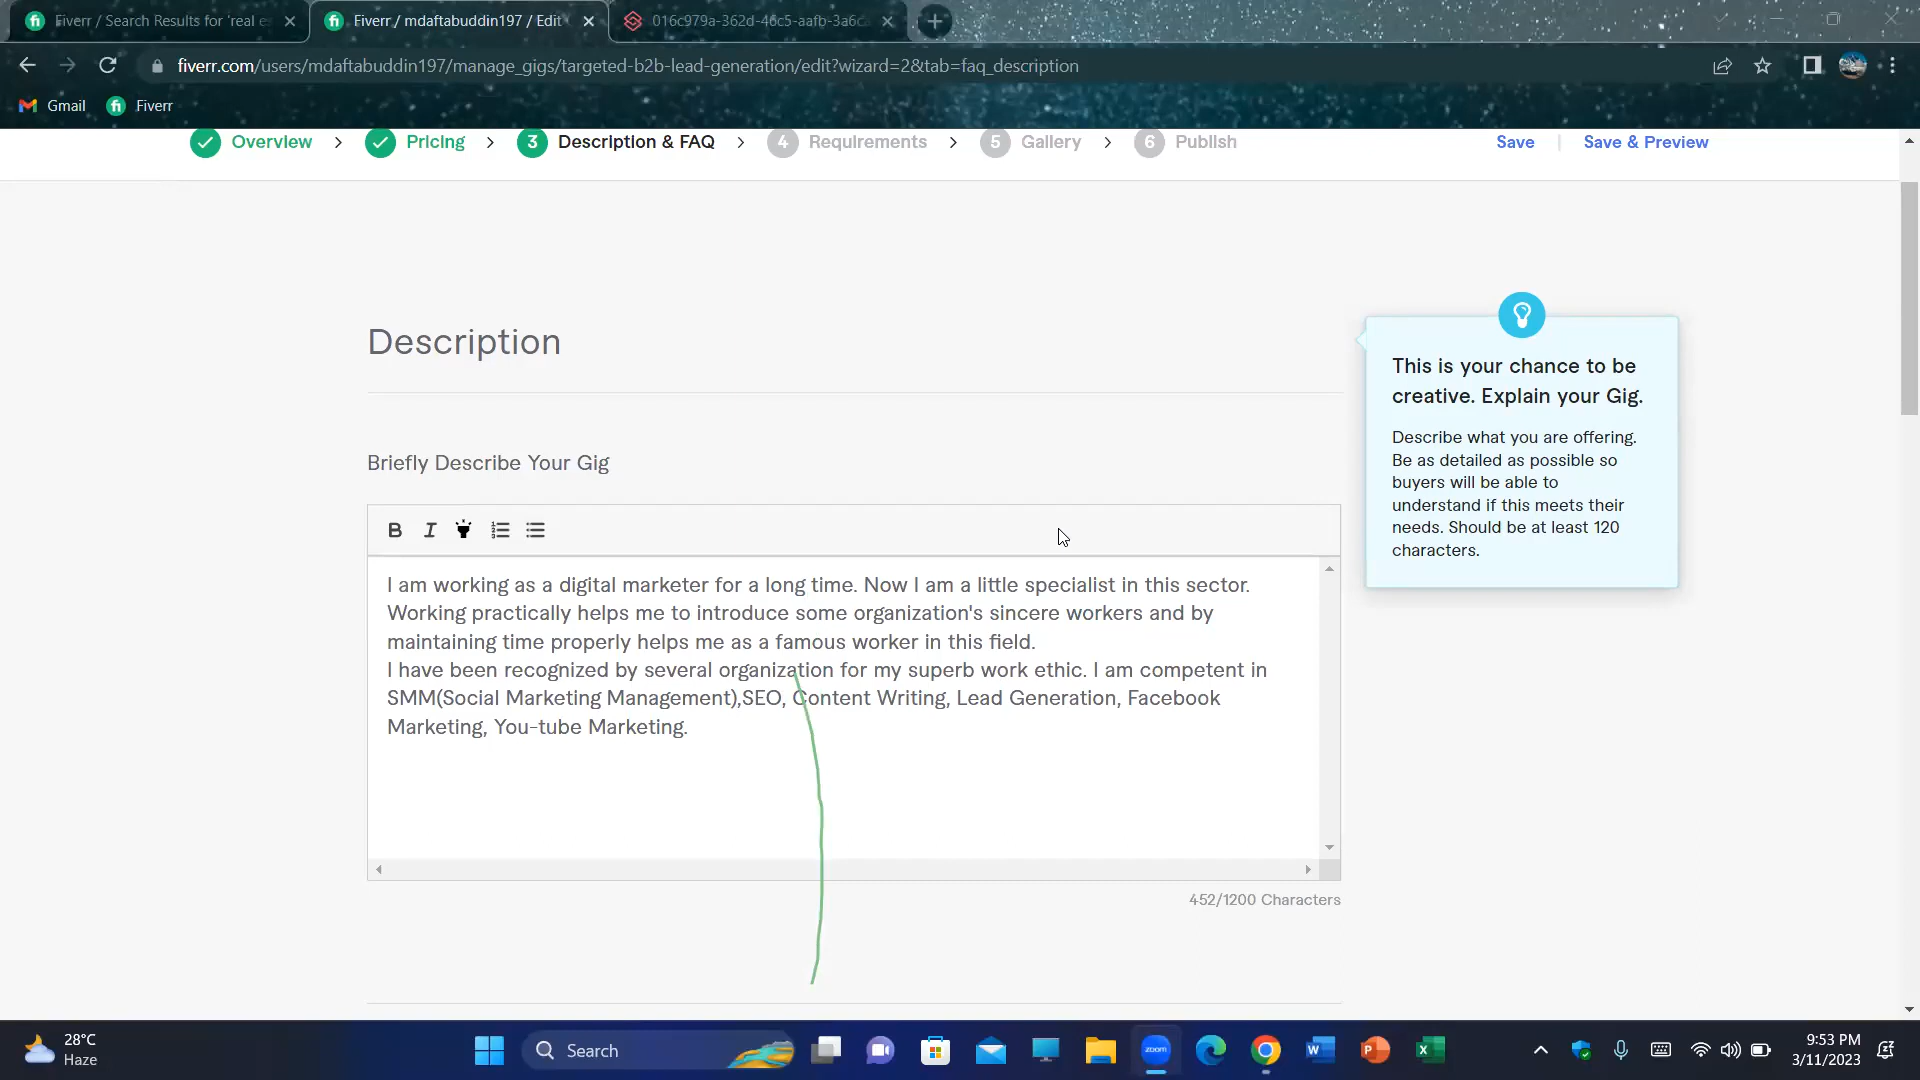 Fiverr / Search Results for 'real es
Fiverr / mdaftabuddin197 / Edit
016c979a-362d-46c5-aafb-3a6c
fiverr.com/users/mdaftabuddin197/manage_gigs/targeted-b2b-lead-generation/edit?wizard=2&tab=faq_description
Gmail Fiverr
Overview Pricing 3 Description & FAQ 4 Requirements 5 Gallery 6 Publish Save Save & Preview
Description
Briefly Describe Your Gig
B I
I am working as a digital marketer for a long time. Now I am a little specialist in this sector.
Working practically helps me to introduce some organization's sincere workers and by
maintaining time properly helps me as a famous worker in this field.
I have been recognized by several organization for my superb work ethic. I am competent in
SMM(Social Marketing Management),SEO, Content Writing, Lead Generation, Facebook
Marketing, You-tube Marketing.
452/1200 Characters
This is your chance to be
creative. Explain your Gig.
Describe what you are offering.
Be as detailed as possible so
buyers will be able to
understand if this meets their
needs. Should be at least 120
characters.
28°C
Haze
Search
zoom
9:53 PM
3/11/2023